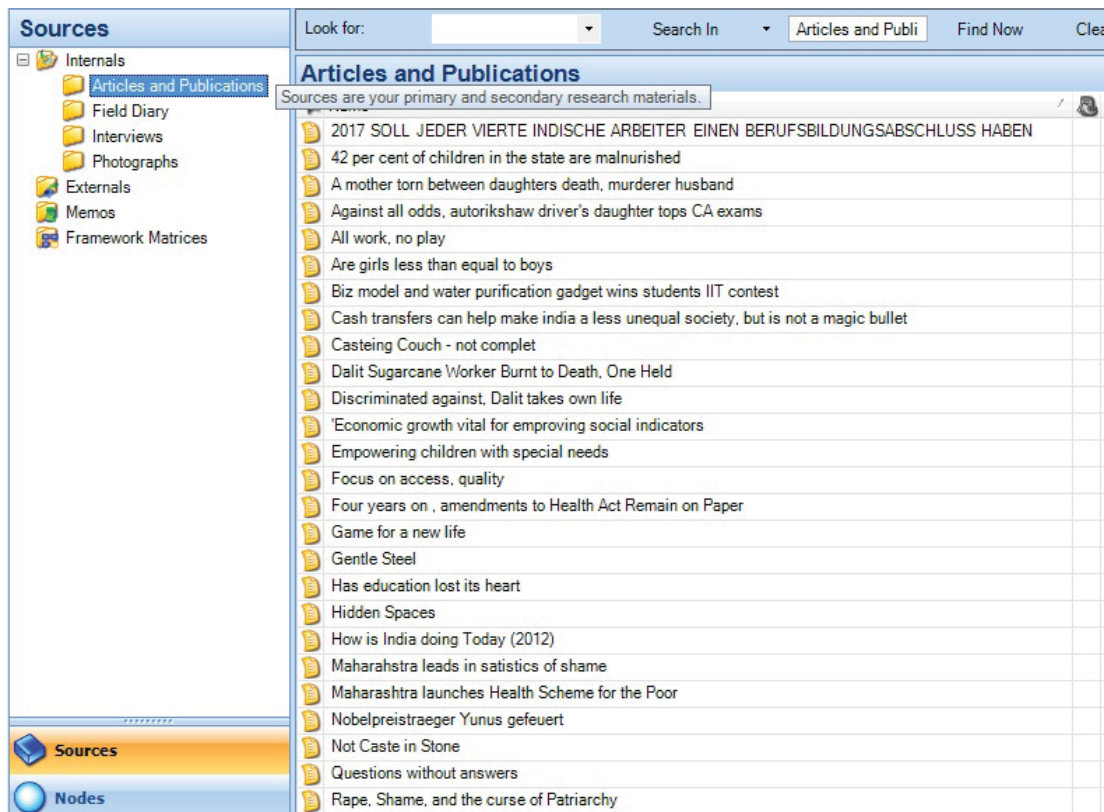 Sources
Internals
Articles and Publications
Field Diary
Interviews
Photographs
Externals
Memos
Framework Matrices
Sources
Nodes
Look for:
Search In
Articles and Publi
Find Now
Clea
Articles and Publications
Sources are your primary and secondary research materials.
2017 SOLL JEDER VIERTE INDISCHE ARBEITER EINEN BERUFSBILDUNGSABSCHLUSS HABEN
42 per cent of children in the state are malnurished
A mother torn between daughters death, murderer husband
Against all odds, autorikshaw driver's daughter tops CA exams
All work, no play
Are girls less than equal to boys
Biz model and water purification gadget wins students IIT contest
Cash transfers can help make india a less unequal society, but is not a magic bullet
Casteing Couch - not complet
Dalit Sugarcane Worker Burnt to Death, One Held
Discriminated against, Dalit takes own life
'Economic growth vital for emproving social indicators
Empowering children with special needs
Focus on access, quality
Four years on , amendments to Health Act Remain on Paper
Game for a new life
Gentle Steel
Has education lost its heart
Hidden Spaces
How is India doing Today (2012)
Maharahstra leads in satistics of shame
Maharashtra launches Health Scheme for the Poor
Nobelpreistraeger Yunus gefeuert
Not Caste in Stone
Questions without answers
Rape, Shame, and the curse of Patriarchy